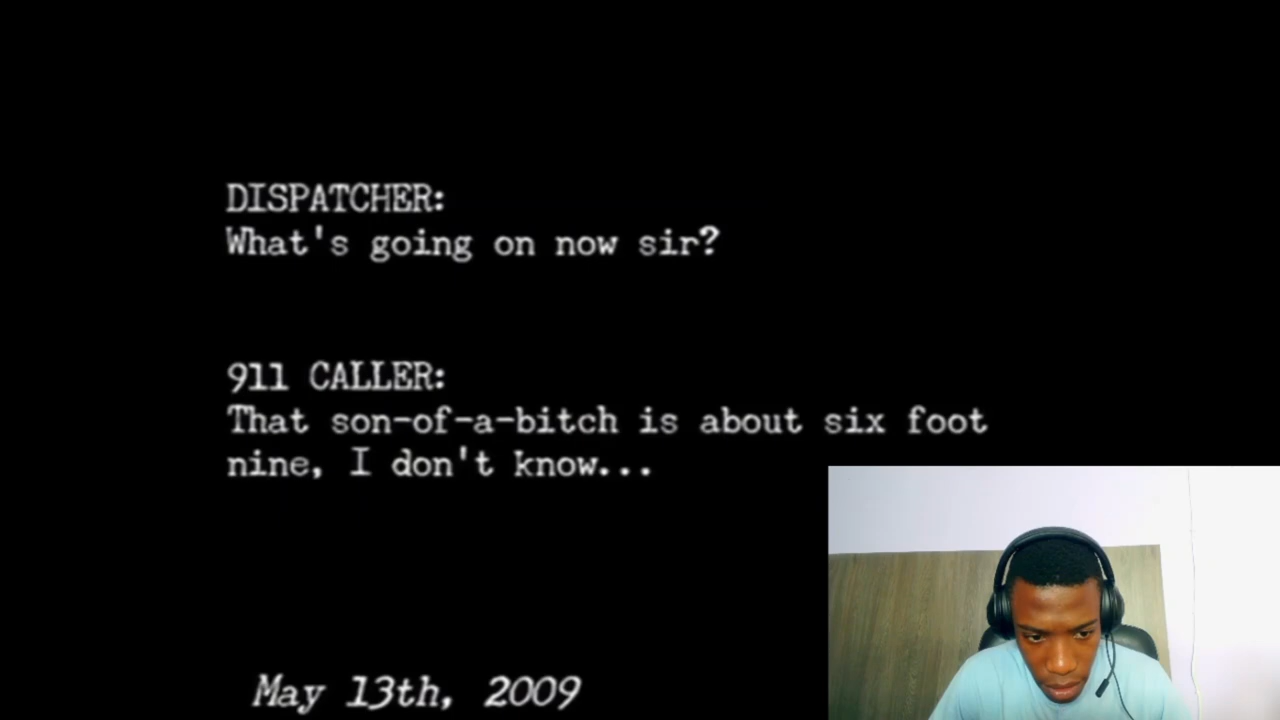 DISPATCHER:
What's going on now sir?
911 CALLER:
That son-of-a-bitch is about six foot
nine, I don't know...
May 13th, 2009